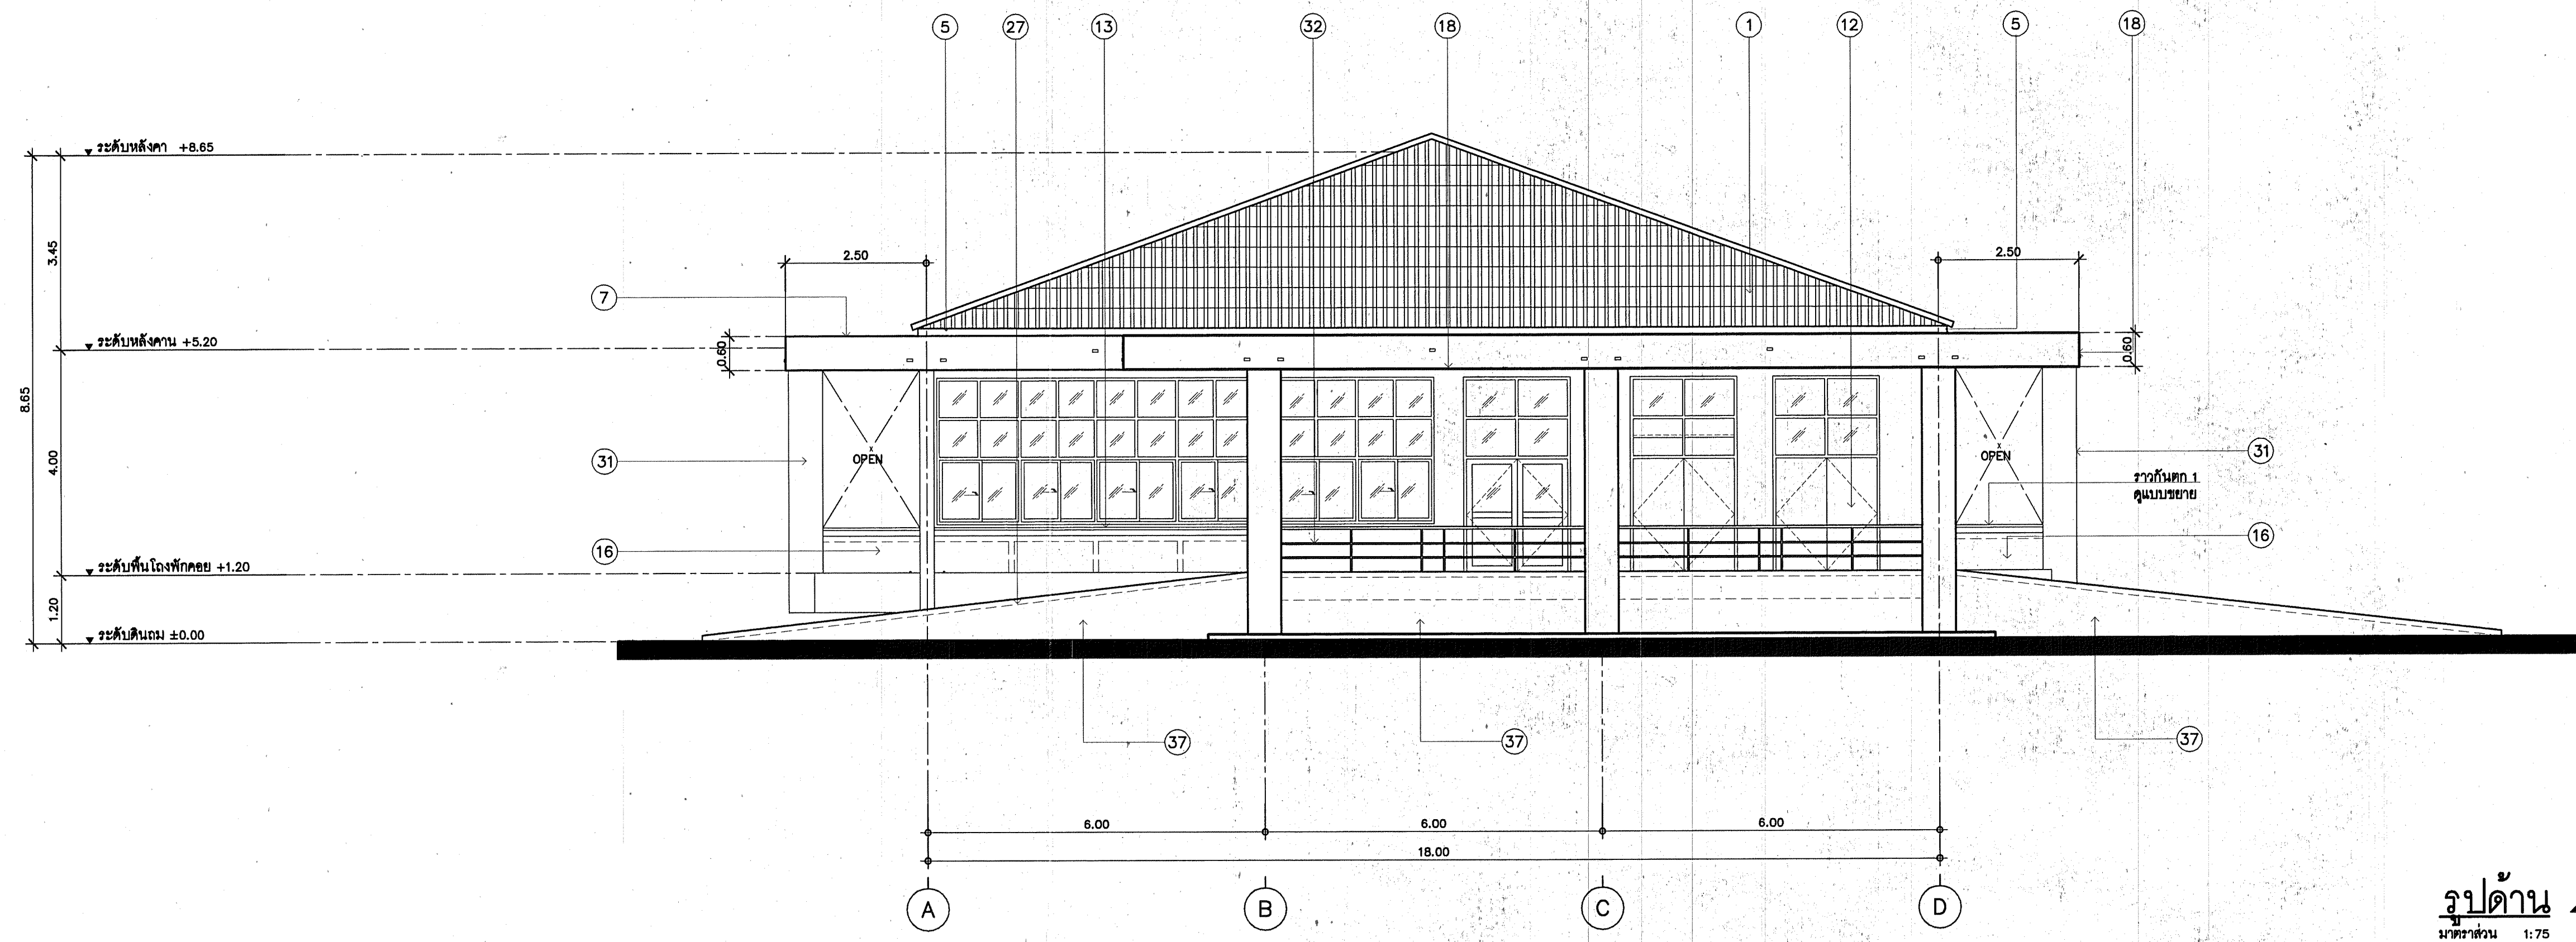 5 27 13 32 18 1 12 5 18
ระดับหลังคา +8.65
3.45
2.50
2.50
7
ระดับหลังคาน +5.20
0.60
0.60
8.65
4.00
31
OPEN
OPEN
31
ราวกันตก 1
ดูแบบขยาย
16
16
ระดับพื้นโถงพักคอย +1.20
1.20
ระดับดินถม ±0.00
37 37 37
6.00 6.00 6.00
18.00
A B C D
รูปด้าน
มาตราส่วน 1:75